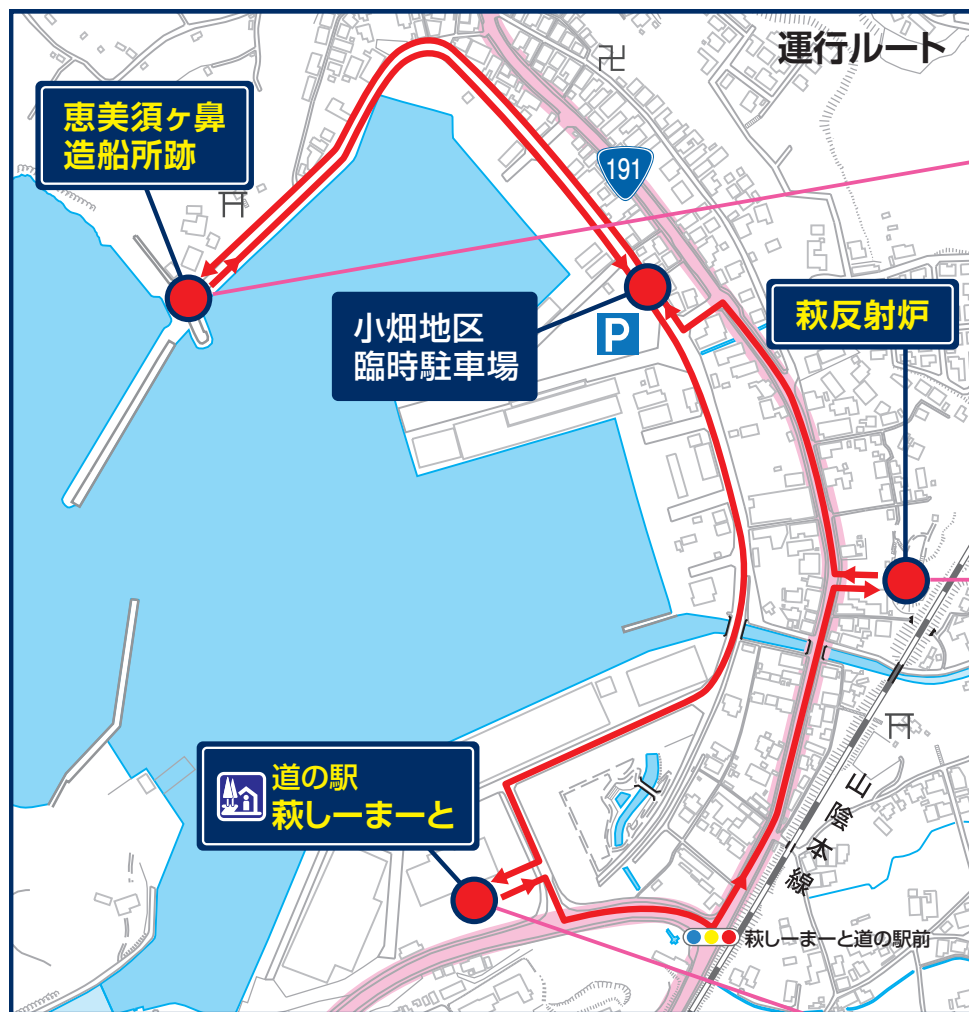 運行ルート
恵美須ヶ鼻
造船所跡
191
小畑地区
臨時駐車場
P
萩反射炉
道の駅
萩しーまーと
山陰本線
萩しーまーと道の駅前